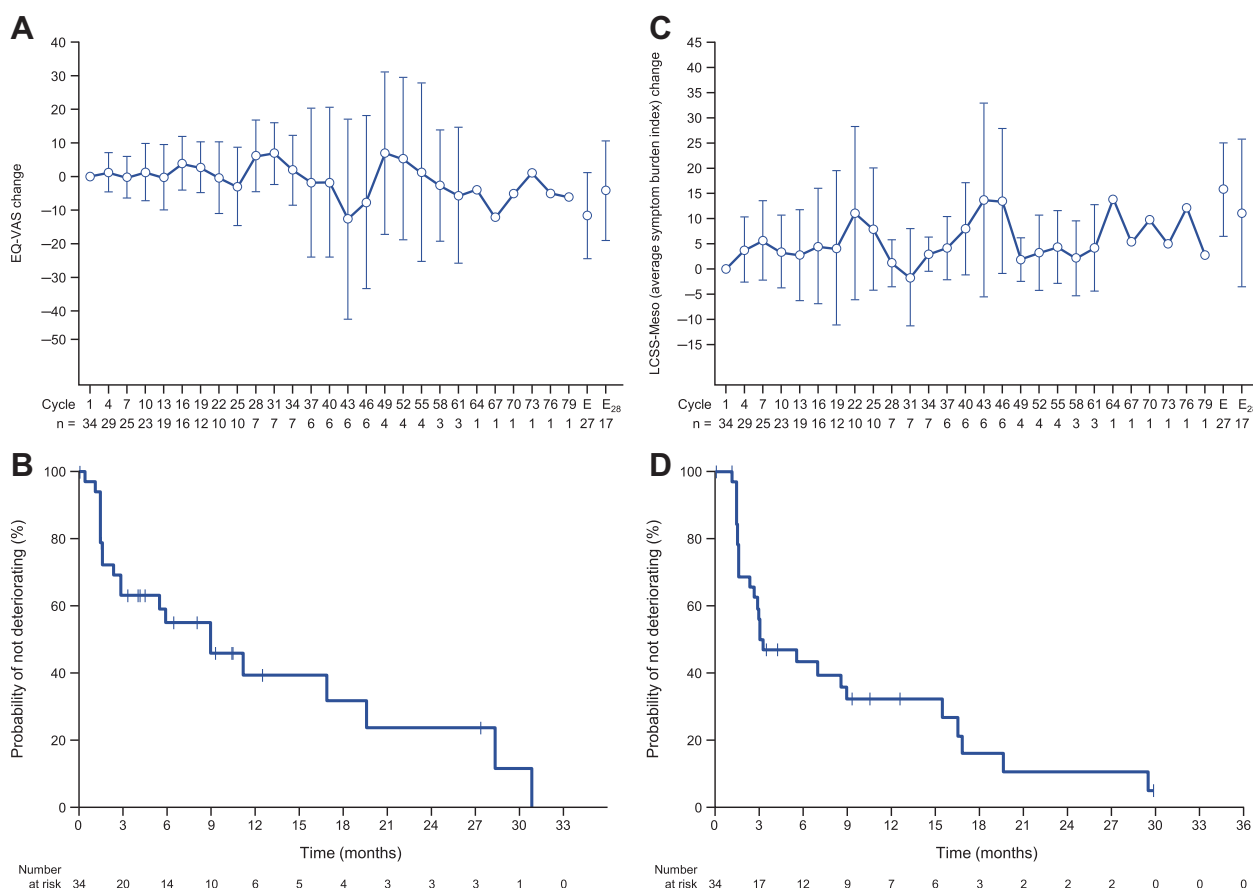 A
EQ-VAS change
40
30
20
10
0
–10
–20
–30
–40
–50
Cycle 1 4 7 10 13 16 19 22 25 28 31 34 37 40 43 46 49 52 55 58 61 64 67 70 73 76 79 E E28
n = 34 29 25 23 19 16 12 10 10 7 7 7 6 6 6 6 4 4 4 3 3 1 1 1 1 1 1 27 17
C
LCSS-Meso (average symptom burden index) change
45
40
35
30
25
20
15
10
5
0
–5
–10
–15
Cycle 1 4 7 10 13 16 19 22 25 28 31 34 37 40 43 46 49 52 55 58 61 64 67 70 73 76 79 E E2
n = 34 29 25 23 19 16 12 10 10 7 7 7 6 6 6 6 4 4 4 3 3 1 1 1 1 1 1 27 17
B
Probability of not deteriorating (%)
100
80
60
40
20
0
0 3 6 9 12 15 18 21 24 27 30 33
Time (months)
Number
at risk 34 20 14 10 6 5 4 3 3 3 1 0
D
Probability of not deteriorating (%)
100
80
60
40
20
0
0 3 6 9 12 15 18 21 24 27 30 33 36
Time (months)
Number
at risk 34 17 12 9 7 6 3 2 2 2 0 0 0